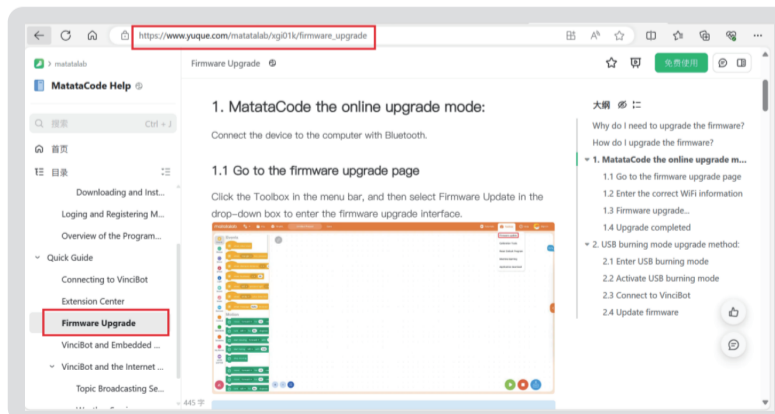 https://www.yuque.com/matatalab/xgi01k/firmware_upgrade
matatalab
Firmware Upgrade
免费使用
MatataCode Help
搜索
Ctrl + J
首页
目录
Downloading and Inst...
Loging and Registering M...
Overview of the Program...
Quick Guide
Connecting to VinciBot
Extension Center
Firmware Upgrade
VinciBot and Embedded ...
VinciBot and the Internet ...
Topic Broadcasting Se...
1. MatataCode the online upgrade mode:
Connect the device to the computer with Bluetooth.
1.1 Go to the firmware upgrade page
Click the Toolbox in the menu bar, and then select Firmware Update in the
drop-down box to enter the firmware upgrade interface.
445 字
大纲
Why do I need to upgrade the firmware?
How do I upgrade the firmware?
1. MatataCode the online upgrade m...
1.1 Go to the firmware upgrade page
1.2 Enter the correct WiFi information
1.3 Firmware upgrade...
1.4 Upgrade completed
2. USB burning mode upgrade method:
2.1 Enter USB burning mode
2.2 Activate USB burning mode
2.3 Connect to VinciBot
2.4 Update firmware